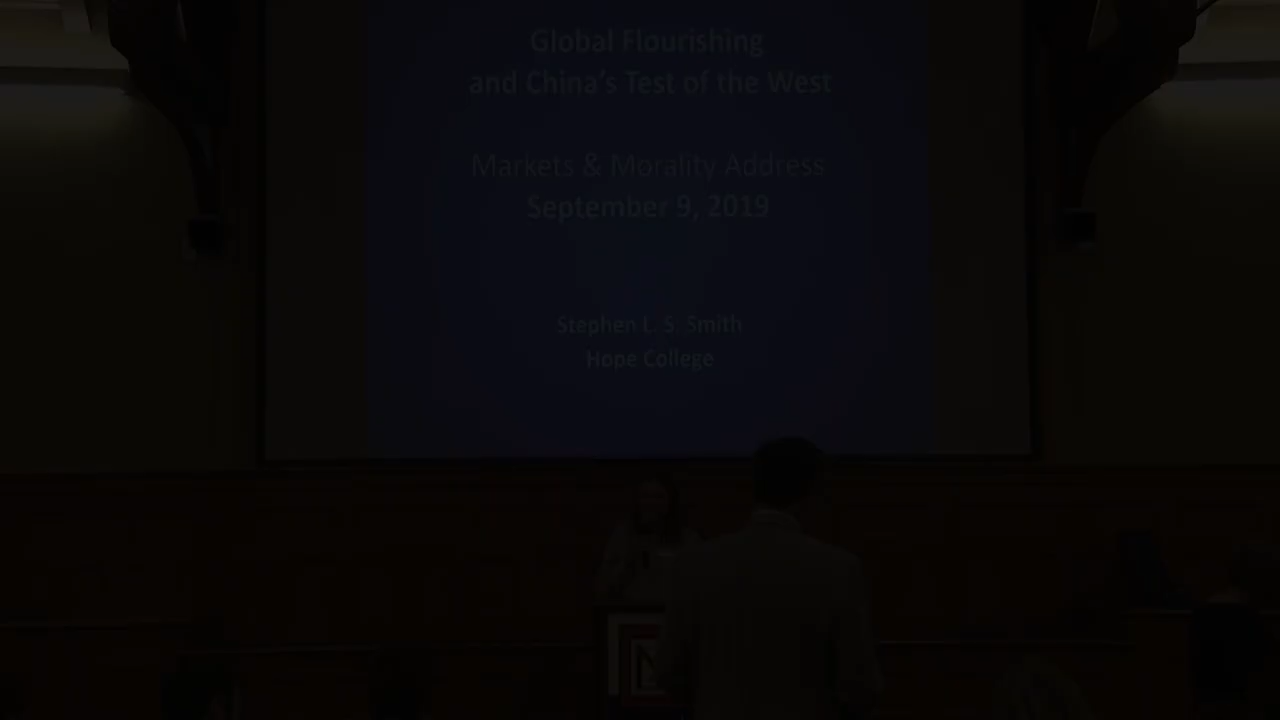 Global Flourishing
and China's Test of the West
Markets & Morality Address
September 9, 2019
Stephen L. S. Smith
Hope College